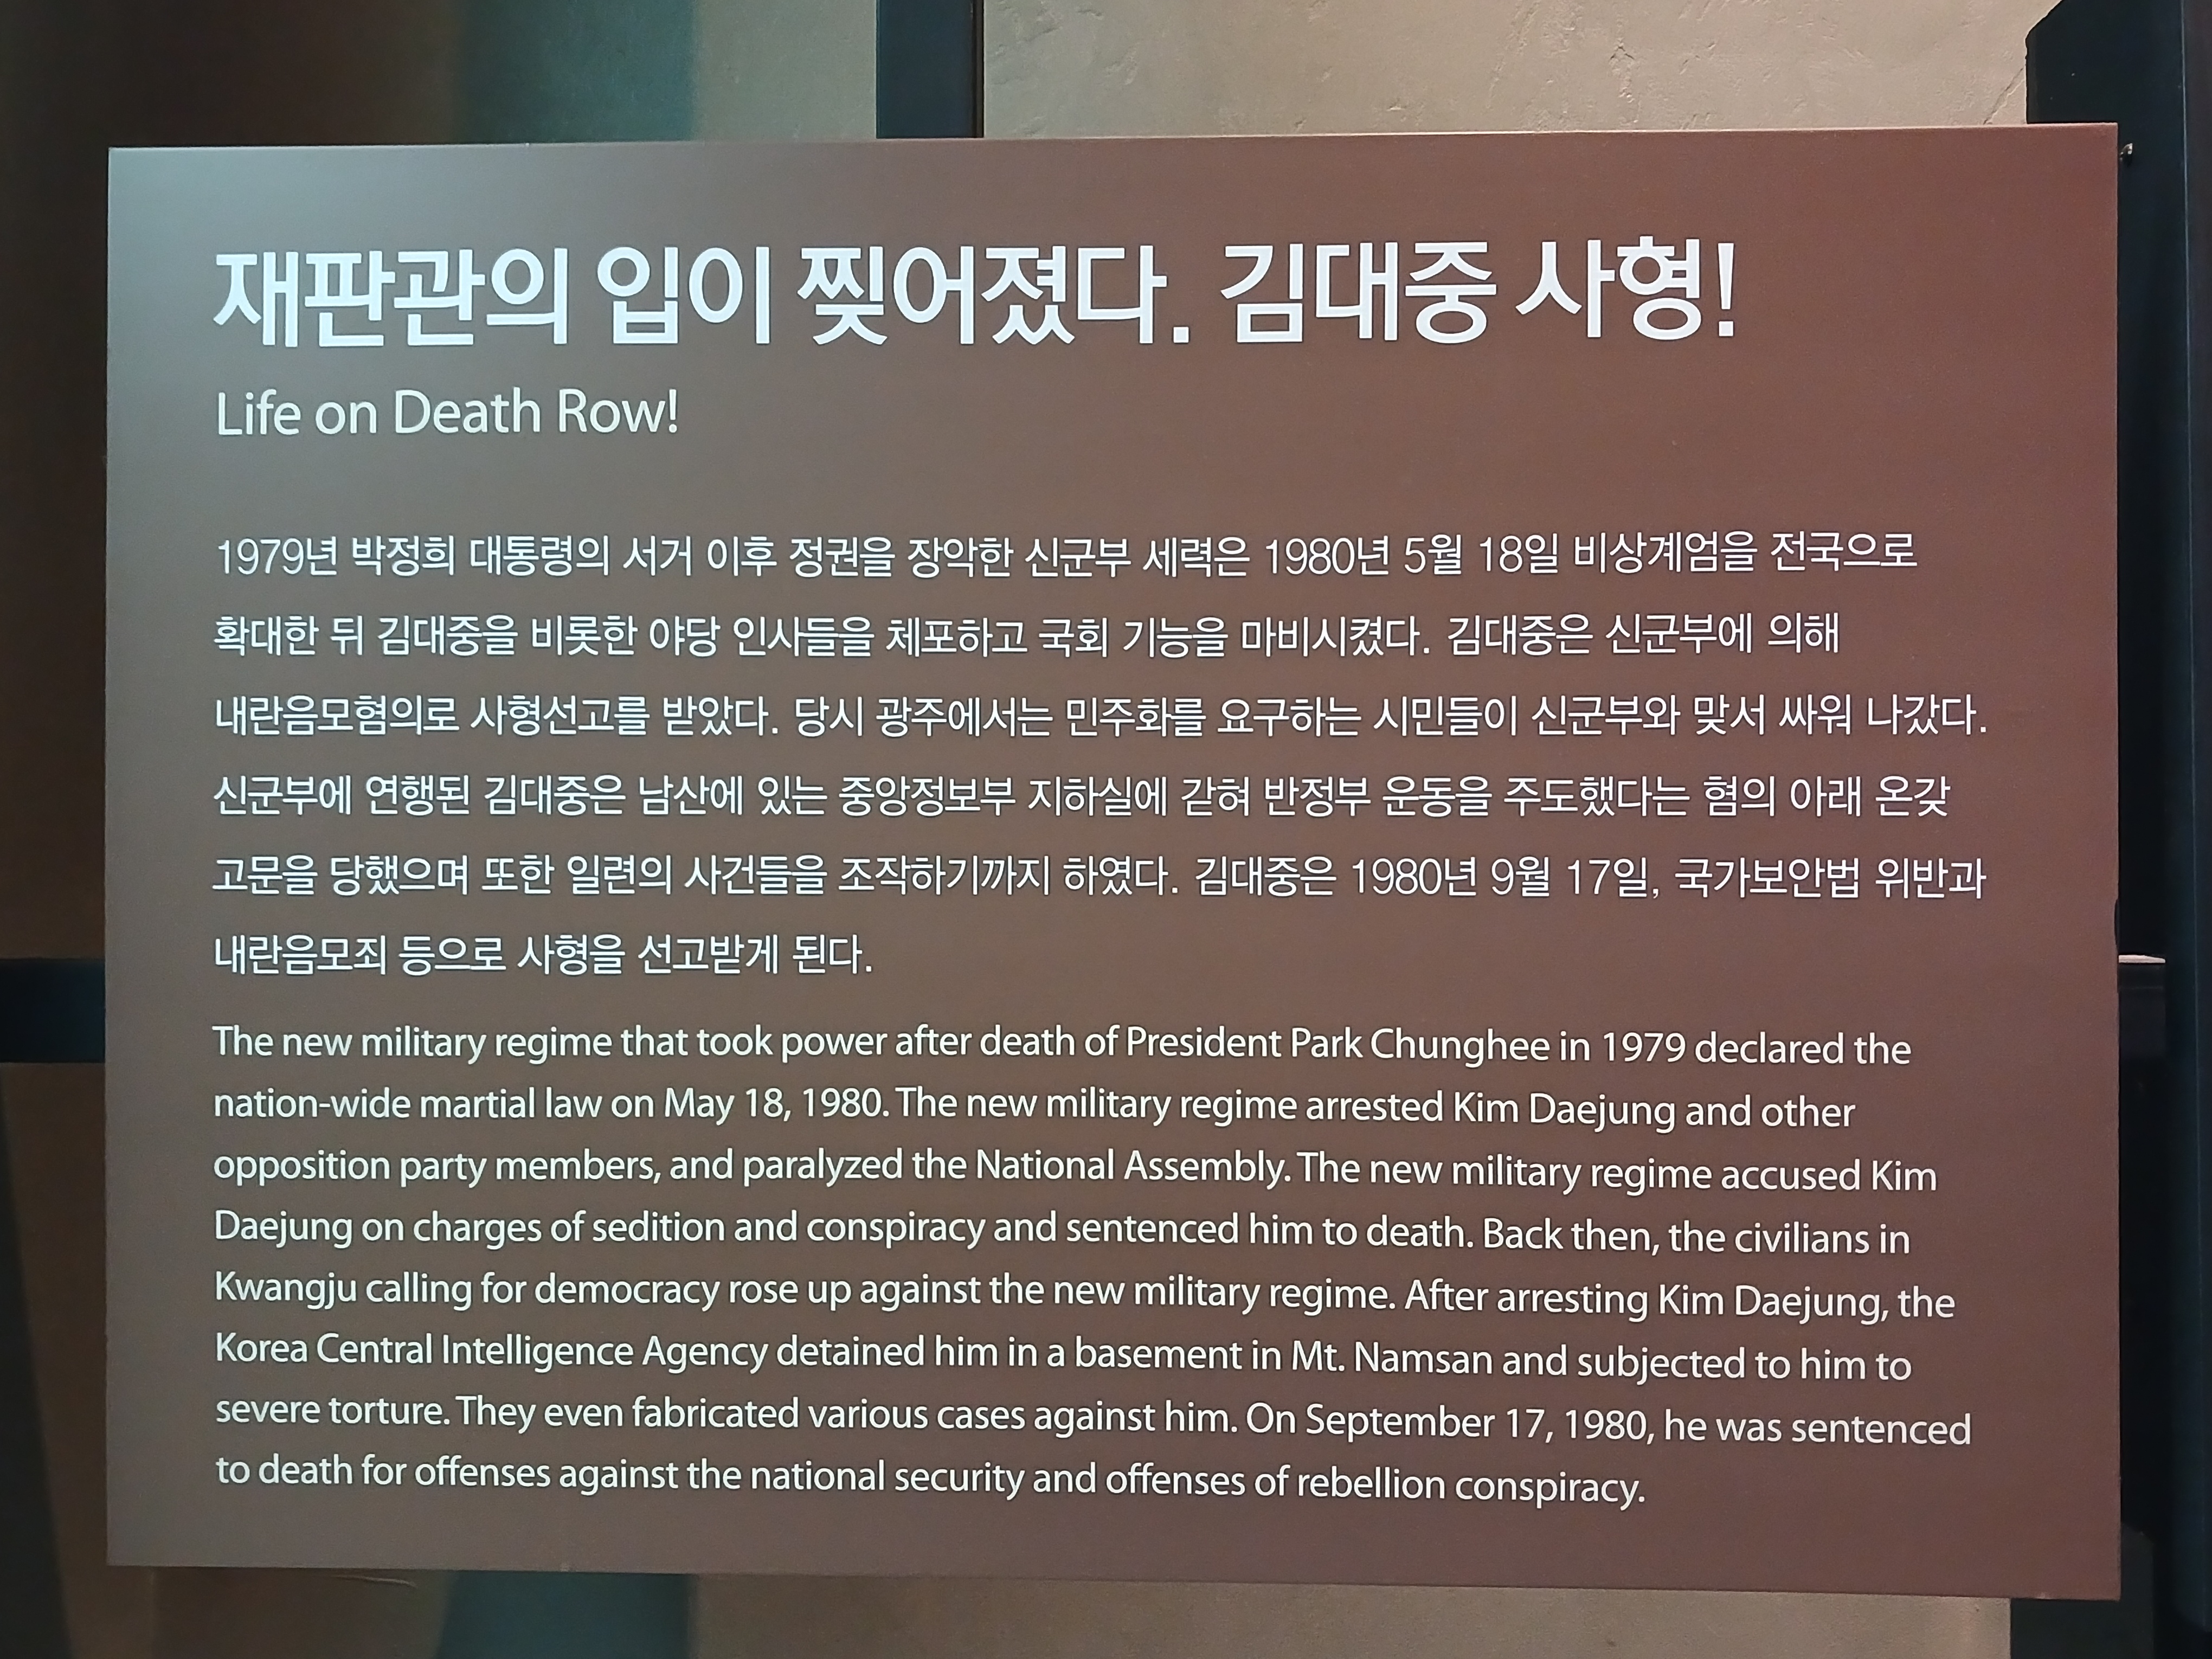 재판관의 입이 찢어졌다. 김대중 사형!
Life on Death Row!
1979년 박정희 대통령의 서거 이후 정권을 장악한 신군부 세력은 1980년 5월 18일 비상계엄을 전국으로
확대한 뒤 김대중을 비롯한 야당 인사들을 체포하고 국회 기능을 마비시켰다. 김대중은 신군부에 의해
내란음모혐의로 사형선고를 받았다. 당시 광주에서는 민주화를 요구하는 시민들이 신군부와 맞서 싸워 나갔다.
신군부에 연행된 김대중은 남산에 있는 중앙정보부 지하실에 갇혀 반정부 운동을 주도했다는 혐의 아래 온갖
고문을 당했으며 또한 일련의 사건들을 조작하기까지 하였다. 김대중은 1980년 9월 17일, 국가보안법 위반과
내란음모죄 등으로 사형을 선고받게 된다.
The new military regime that took power after death of President Park Chunghee in 1979 declared the
nation-wide martial law on May 18, 1980. The new military regime arrested Kim Daejung and other
opposition party members, and paralyzed the National Assembly. The new military regime accused Kim
Daejung on charges of sedition and conspiracy and sentenced him to death. Back then, the civilians in
Kwangju calling for democracy rose up against the new military regime. After arresting Kim Daejung, the
Korea Central Intelligence Agency detained him in a basement in Mt. Namsan and subjected to him to
severe torture. They even fabricated various cases against him. On September 17, 1980, he was sentenced
to death for offenses against the national security and offenses of rebellion conspiracy.